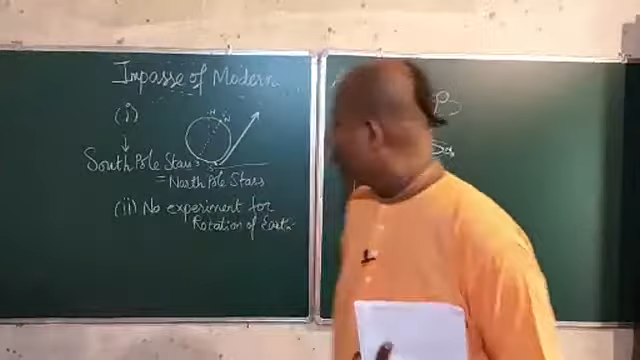 Impasse of Modern
(i)
N
South Pole Stars
= North Pole Stars
(ii) No experiment for
Rotation of Earth